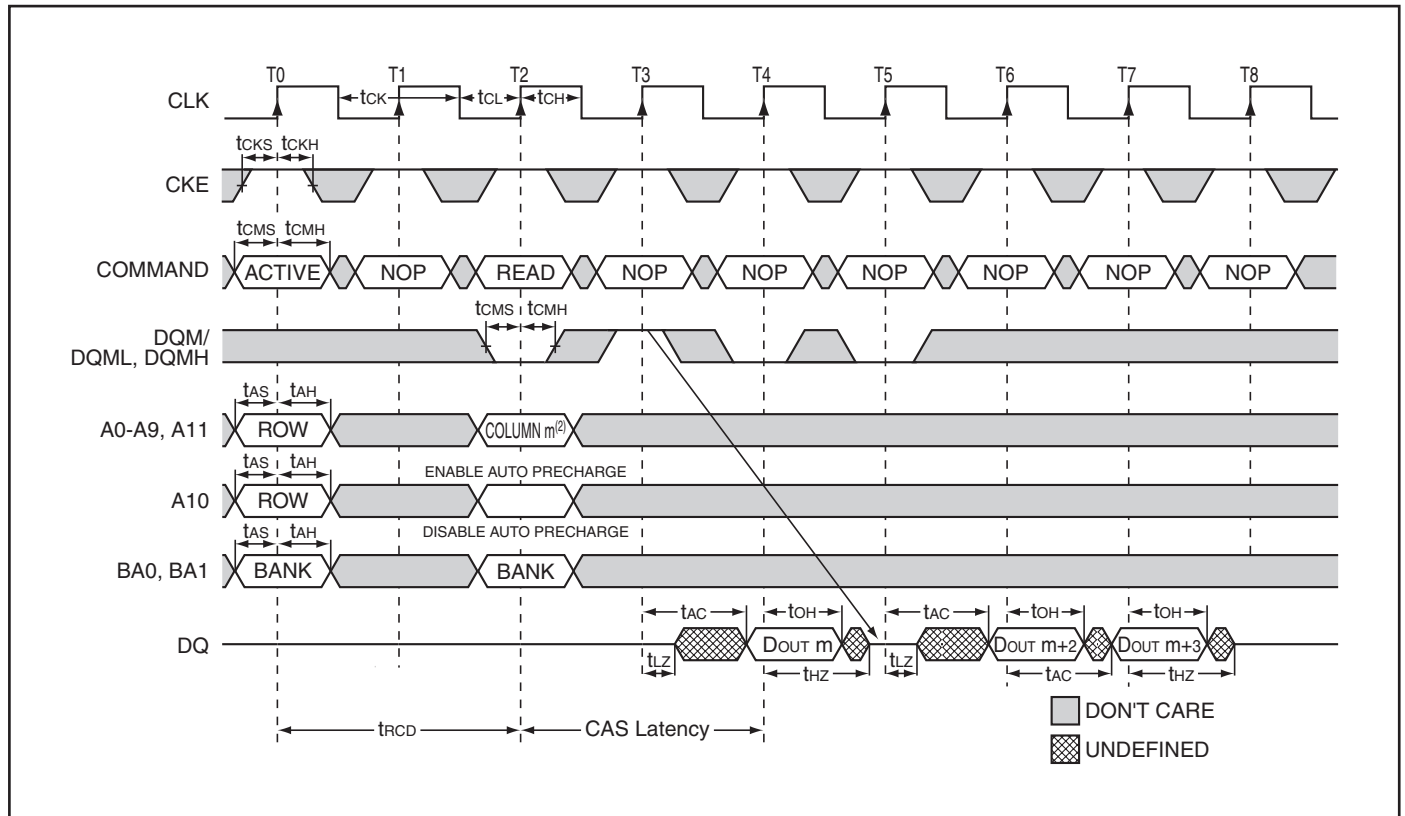 T0 T1 T2 T3 T4 T5 T6 T7 T8
CLK tCK tCL tCH
tCKS tCKH
CKE
tCMS tCMH
COMMAND ACTIVE NOP READ NOP NOP NOP NOP NOP NOP
tCMS tCMH
DQM/
DQML, DQMH
tAS tAH
A0-A9, A11 ROW COLUMN m(2)
tAS tAH ENABLE AUTO PRECHARGE
A10 ROW
tAS tAH DISABLE AUTO PRECHARGE
BA0, BA1 BANK BANK
tAC tOH tAC tOH tOH
DQ DOUT m DOUT m+2 DOUT m+3
tLZ tHZ tLZ tAC tHZ
DON'T CARE
tRCD CAS Latency
UNDEFINED